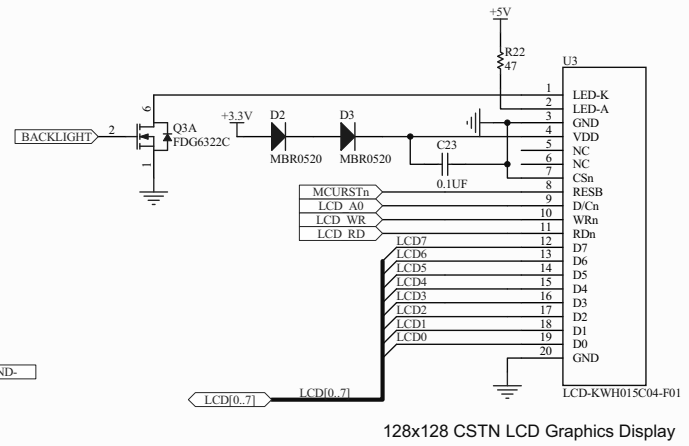 +5V
R22
47
U3
1 LED-K
2 LED-A
3 GND
4 VDD
5 NC
6 NC
7 CSn
8 RESB
9 D/Cn
10 WRn
11 RDn
12 D7
13 D6
14 D5
15 D4
16 D3
17 D2
18 D1
19 D0
20 GND
LCD-KWH015C04-F01
6
BACKLIGHT 2
Q3A
FDG6322C
1
+3.3V
D2
MBR0520
D3
MBR0520
C23
0.1UF
MCURSTn
LCD_A0
LCD_WR
LCD_RD
LCD7
LCD6
LCD5
LCD4
LCD3
LCD2
LCD1
LCD0
ND-
LCD[0..7]
LCD[0..7]
128x128 CSTN LCD Graphics Display